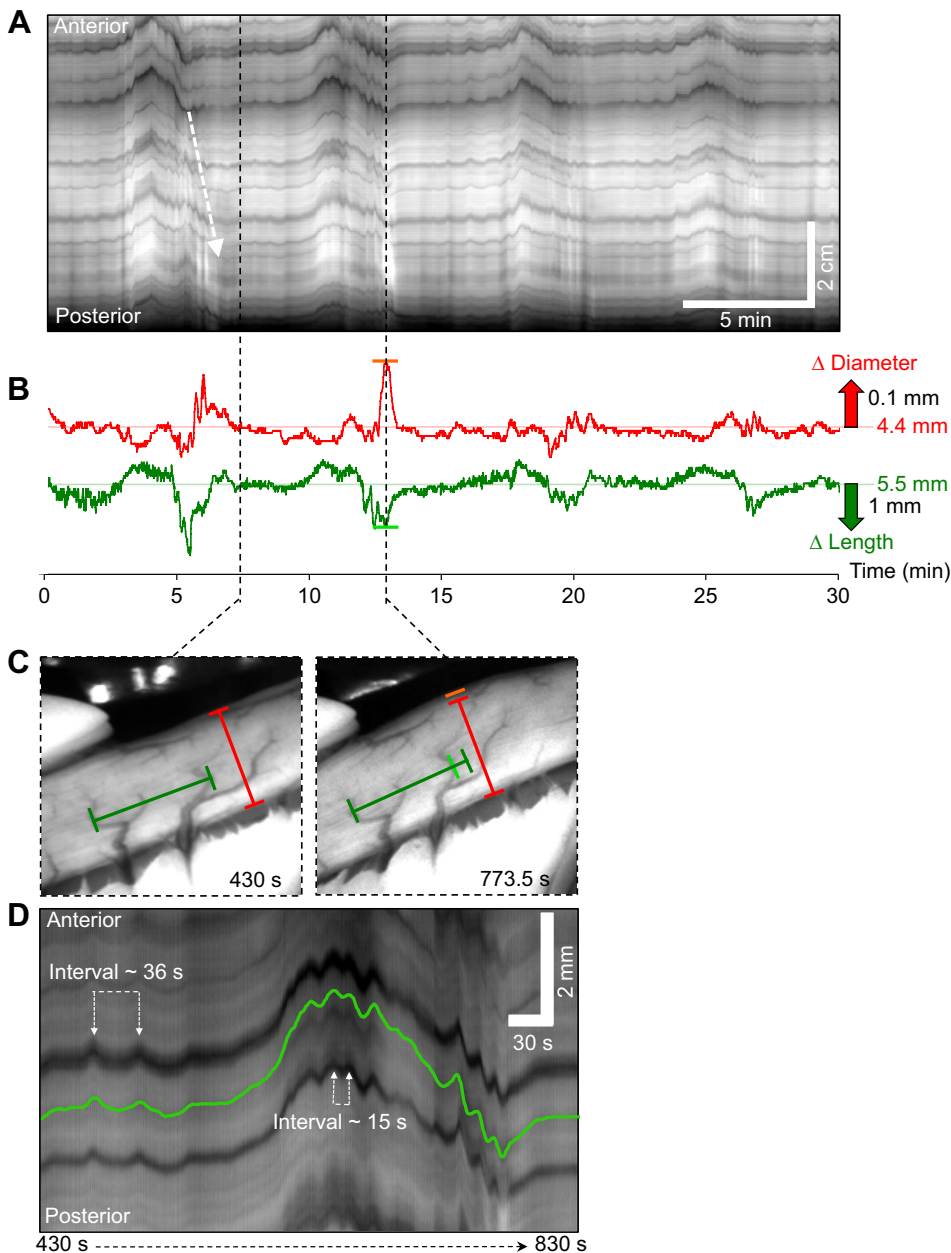 A
Anterior
Posterior
5 min
2 cm
B
Δ Diameter
0.1 mm
4.4 mm
5.5 mm
1 mm
Δ Length
Time (min)
0 5 10 15 20 25 30
C
430 s
773.5 s
D
Anterior
Interval ~ 36 s
2 mm
30 s
Interval ~ 15 s
Posterior
430 s
830 s